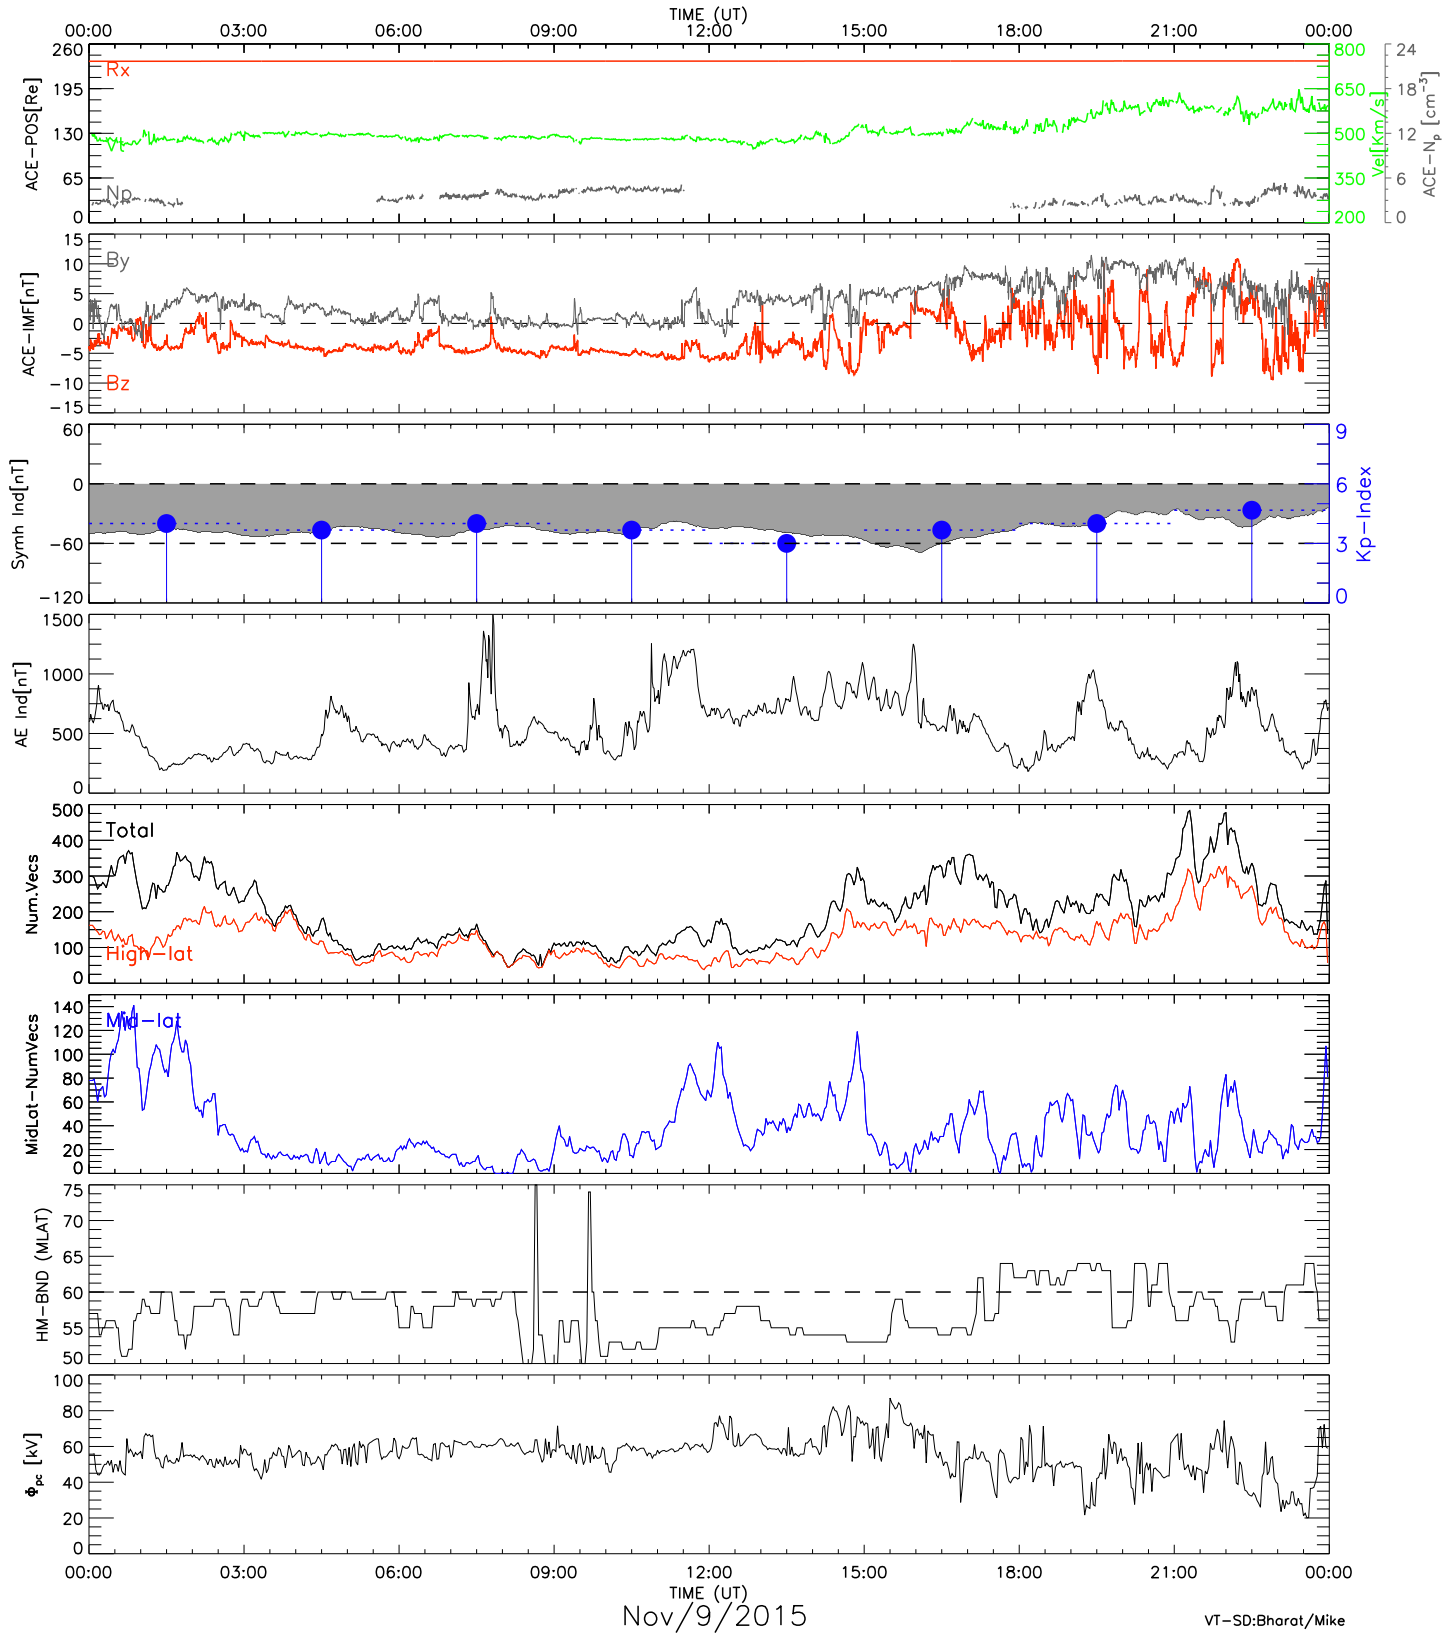 TIME (UT)
00:00 03:00 06:00 09:00 12:00 15:00 18:00 21:00 00:00
260 195 130 65 0
ACE-POS[Re]
Rx
Np
800 650 500 350 200
Vel[Km/s]
24 18 12 6 0
ACE-Np [cm-3]
15 10 5 0 -5 -10 -15
ACE-IMF[nT]
By
Bz
60 0 -60 -120
Symh Ind[nT]
9 6 3 0
Kp-Index
1500 1000 500 0
AE Ind[nT]
500 400 300 200 100 0
Num.Vecs
Total
High-lat
140 120 100 80 60 40 20 0
MidLat-NumVecs
Mid-lat
75 70 65 60 55 50
HM-BND (MLAT)
100 80 60 40 20 0
Φpc [kV]
00:00 03:00 06:00 09:00 12:00 15:00 18:00 21:00 00:00
TIME (UT)
Nov/9/2015
VT-SD:Bharat/Mike